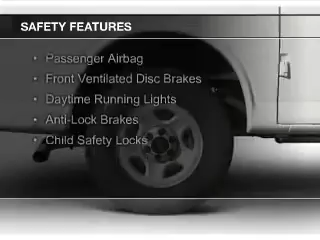 SAFETY FEATURES
• Passenger Airbag
• Front Ventilated Disc Brakes
• Daytime Running Lights
• Anti-Lock Brakes
• Child Safety Locks